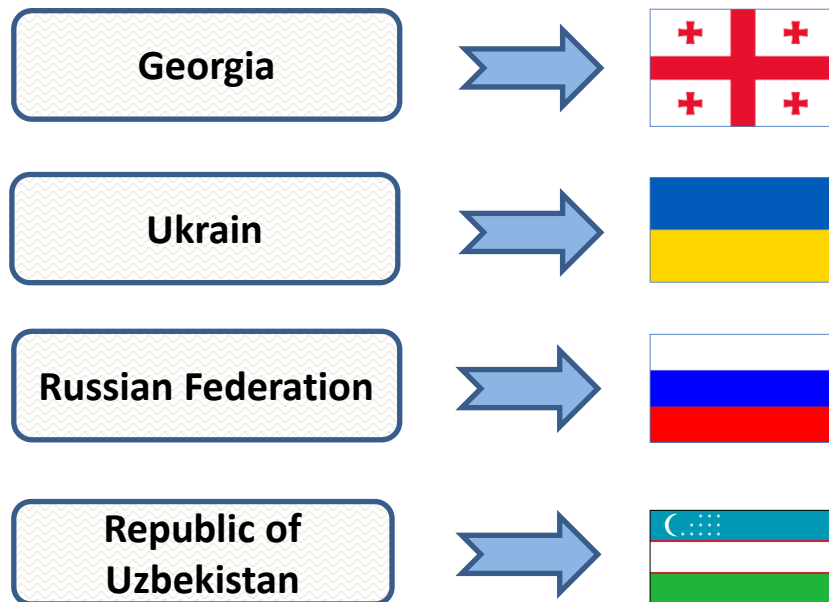 Georgia
Ukrain
Russian Federation
Republic of
Uzbekistan